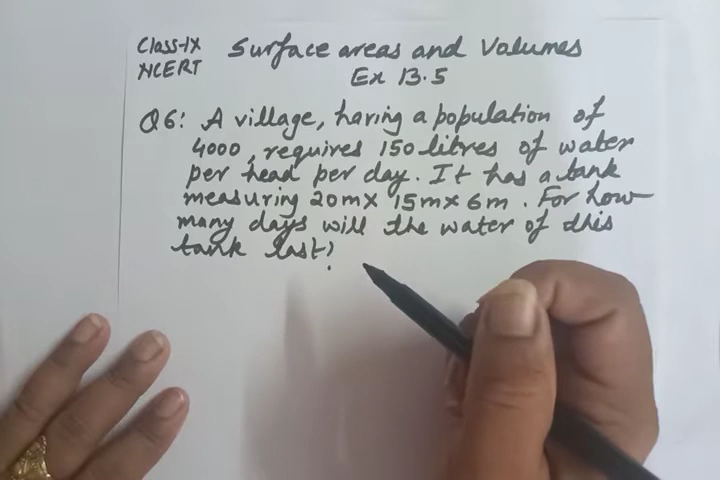 Class-IX Surface areas and Volumes
NCERT Ex 13.5
Q6: A village, having a population of
4000, requires 150 litres of water
per head per day. It has a tank
measuring 20m x 15m x 6m. For how
many days will the water of this
tank last?